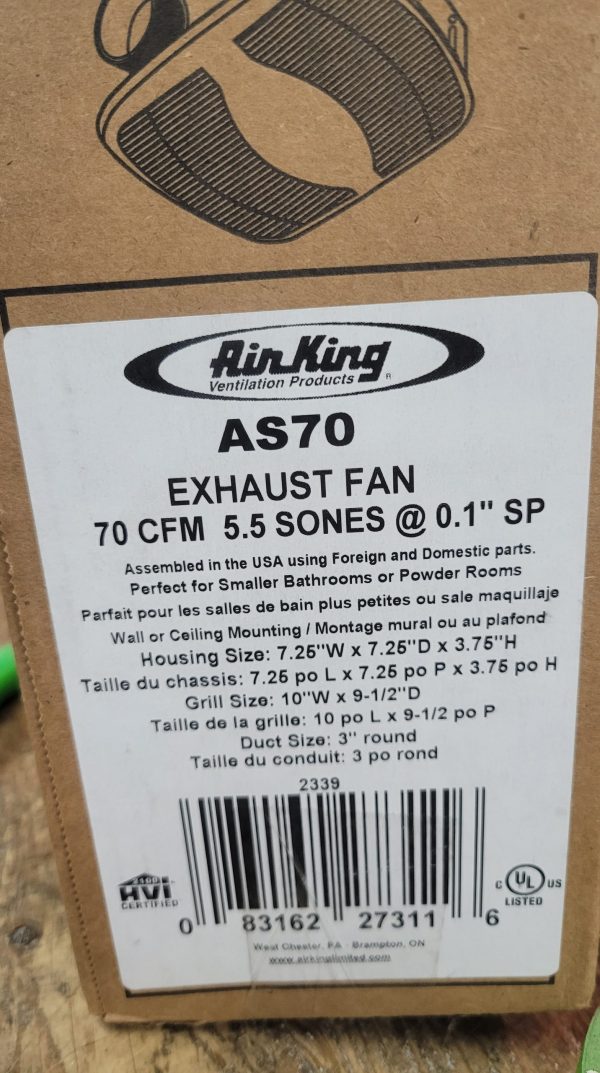 Air King
Ventilation Products ®
AS70
EXHAUST FAN
70 CFM 5.5 SONES @ 0.1" SP
Assembled in the USA using Foreign and Domestic parts.
Perfect for Smaller Bathrooms or Powder Rooms
Parfait pour les salles de bain plus petites ou sale maquillaje
Wall or Ceiling Mounting / Montage mural ou au plafond
Housing Size: 7.25"W x 7.25"D x 3.75"H
Taille du chassis: 7.25 po L x 7.25 po P x 3.75 po H
Grill Size: 10"W x 9-1/2"D
Taille de la grille: 10 po L x 9-1/2 po P
Duct Size: 3" round
Taille du conduit: 3 po rond
2339
HVI
CERTIFIED
C UL US
LISTED
0 83162 27311 6
West Chester, PA Brampton, ON
www.airkinglimited.com